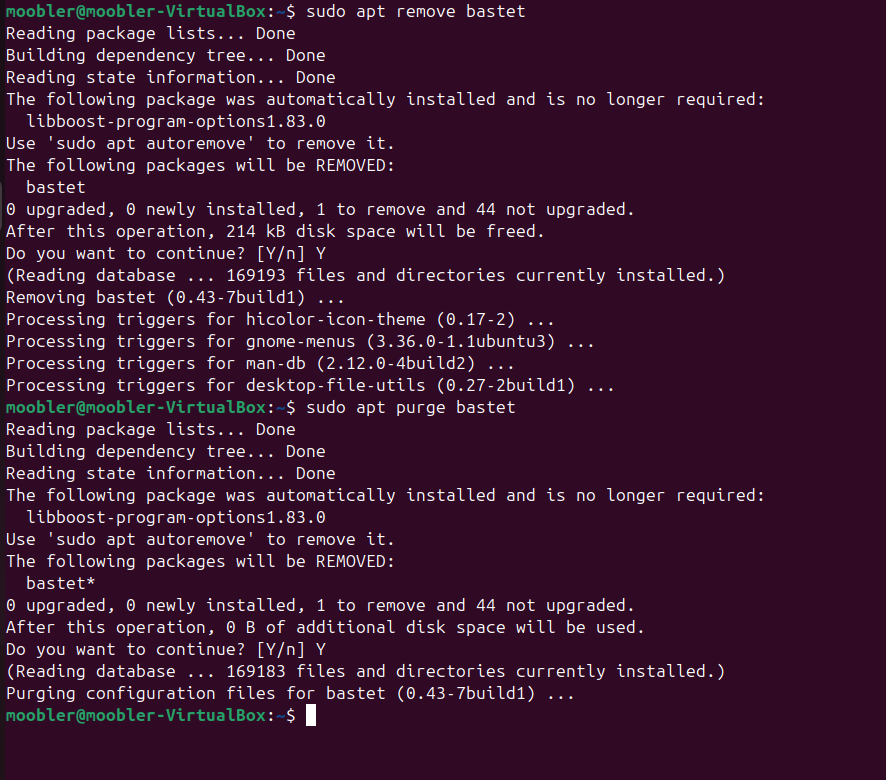 moobler@moobler-VirtualBox:~$ sudo apt remove bastet
Reading package lists... Done
Building dependency tree... Done
Reading state information... Done
The following package was automatically installed and is no longer required:
  libboost-program-options1.83.0
Use 'sudo apt autoremove' to remove it.
The following packages will be REMOVED:
  bastet
0 upgraded, 0 newly installed, 1 to remove and 44 not upgraded.
After this operation, 214 kB disk space will be freed.
Do you want to continue? [Y/n] Y
(Reading database ... 169193 files and directories currently installed.)
Removing bastet (0.43-7build1) ...
Processing triggers for hicolor-icon-theme (0.17-2) ...
Processing triggers for gnome-menus (3.36.0-1.1ubuntu3) ...
Processing triggers for man-db (2.12.0-4build2) ...
Processing triggers for desktop-file-utils (0.27-2build1) ...
moobler@moobler-VirtualBox:~$ sudo apt purge bastet
Reading package lists... Done
Building dependency tree... Done
Reading state information... Done
The following package was automatically installed and is no longer required:
  libboost-program-options1.83.0
Use 'sudo apt autoremove' to remove it.
The following packages will be REMOVED:
  bastet*
0 upgraded, 0 newly installed, 1 to remove and 44 not upgraded.
After this operation, 0 B of additional disk space will be used.
Do you want to continue? [Y/n] Y
(Reading database ... 169183 files and directories currently installed.)
Purging configuration files for bastet (0.43-7build1) ...
moobler@moobler-VirtualBox:~$